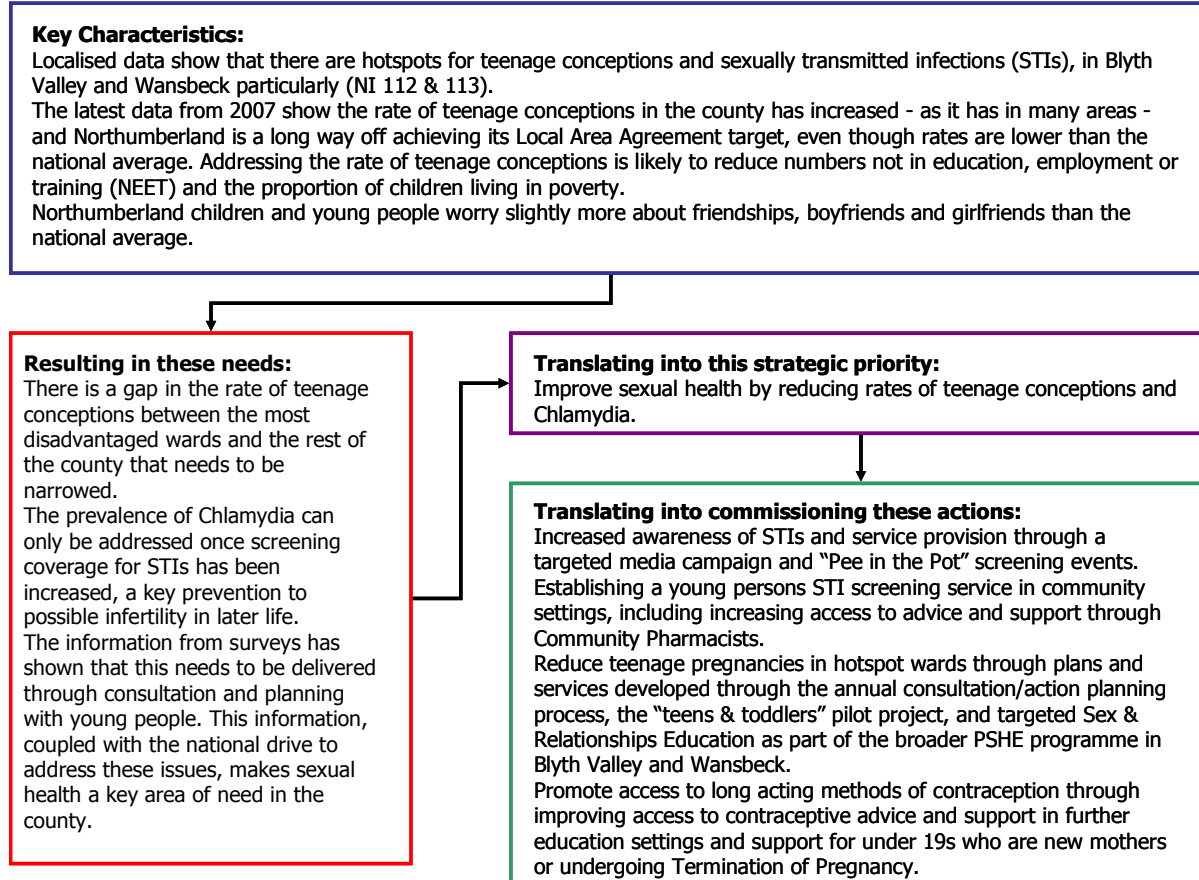 Key Characteristics:
Localised data show that there are hotspots for teenage conceptions and sexually transmitted infections (STIs), in Blyth
Valley and Wansbeck particularly (NI 112 & 113).
The latest data from 2007 show the rate of teenage conceptions in the county has increased - as it has in many areas -
and Northumberland is a long way off achieving its Local Area Agreement target, even though rates are lower than the
national average. Addressing the rate of teenage conceptions is likely to reduce numbers not in education, employment or
training (NEET) and the proportion of children living in poverty.
Northumberland children and young people worry slightly more about friendships, boyfriends and girlfriends than the
national average.
Resulting in these needs:
There is a gap in the rate of teenage
conceptions between the most
disadvantaged wards and the rest of
the county that needs to be
narrowed.
The prevalence of Chlamydia can
only be addressed once screening
coverage for STIs has been
increased, a key prevention to
possible infertility in later life.
The information from surveys has
shown that this needs to be delivered
through consultation and planning
with young people. This information,
coupled with the national drive to
address these issues, makes sexual
health a key area of need in the
county.
Translating into this strategic priority:
Improve sexual health by reducing rates of teenage conceptions and
Chlamydia.
Translating into commissioning these actions:
Increased awareness of STIs and service provision through a
targeted media campaign and “Pee in the Pot” screening events.
Establishing a young persons STI screening service in community
settings, including increasing access to advice and support through
Community Pharmacists.
Reduce teenage pregnancies in hotspot wards through plans and
services developed through the annual consultation/action planning
process, the “teens & toddlers” pilot project, and targeted Sex &
Relationships Education as part of the broader PSHE programme in
Blyth Valley and Wansbeck.
Promote access to long acting methods of contraception through
improving access to contraceptive advice and support in further
education settings and support for under 19s who are new mothers
or undergoing Termination of Pregnancy.